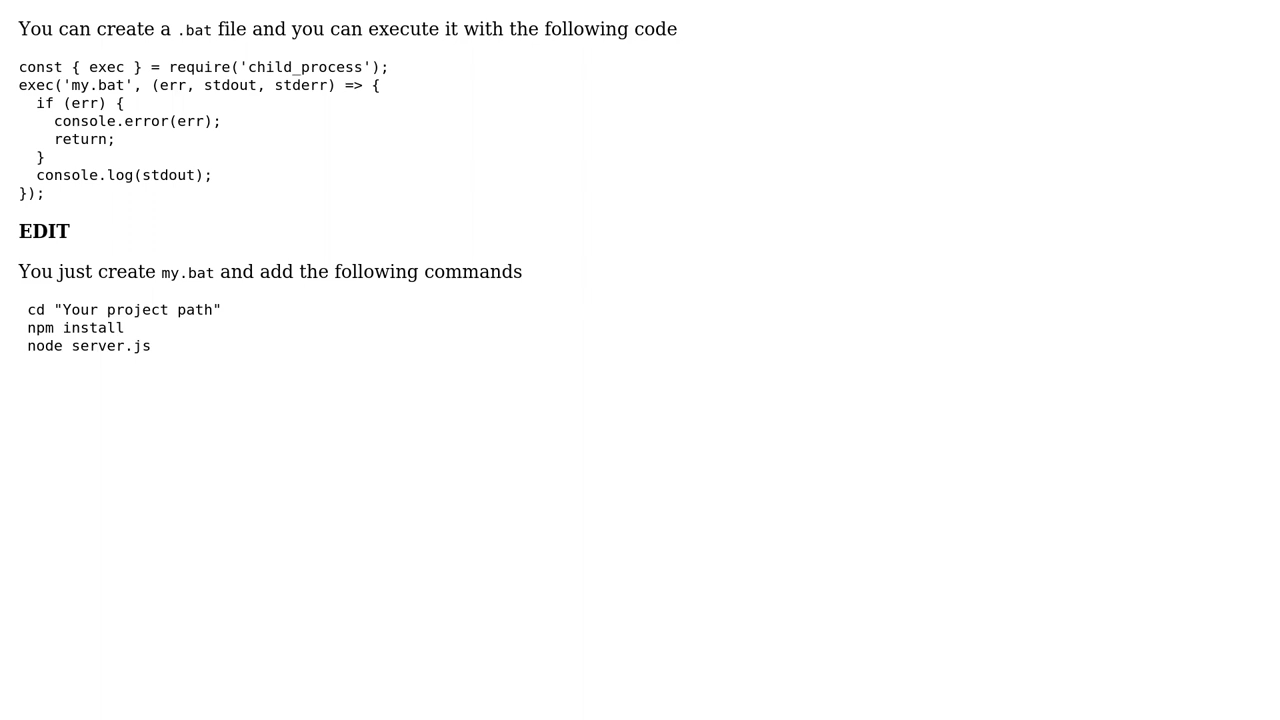 You can create a .bat file and you can execute it with the following code
const { exec } = require('child_process');
exec('my.bat', (err, stdout, stderr) => {
  if (err) {
    console.error(err);
    return;
  }
  console.log(stdout);
});
EDIT
You just create my.bat and add the following commands
 cd "Your project path"
 npm install
 node server.js